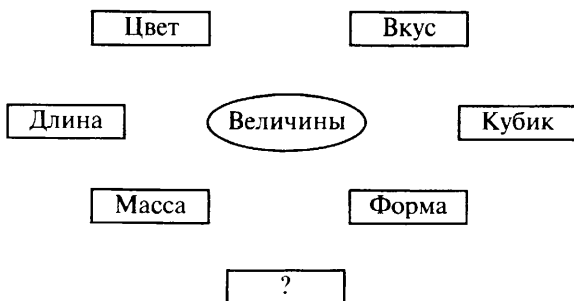 Цвет
Вкус
Длина
Величины
Кубик
Масса
Форма
?